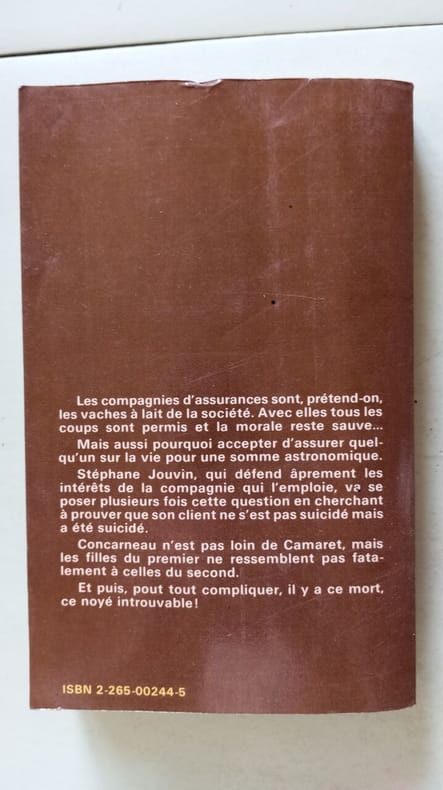 Les compagnies d'assurances sont, prétend-on,
les vaches à lait de la société. Avec elles tous les
coups sont permis et la morale reste sauve...
Mais aussi pourquoi accepter d'assurer quel-
qu'un sur la vie pour une somme astronomique.
Stéphane Jouvin, qui défend âprement les
intérêts de la compagnie qui l'emploie, va se
poser plusieurs fois cette question en cherchant
à prouver que son client ne s'est pas suicidé mais
a été suicidé.
Concarneau n'est pas loin de Camaret, mais
les filles du premier ne ressemblent pas fata-
lement à celles du second.
Et puis, pout tout compliquer, il y a ce mort,
ce noyé introuvable!
ISBN 2-265-00244-5